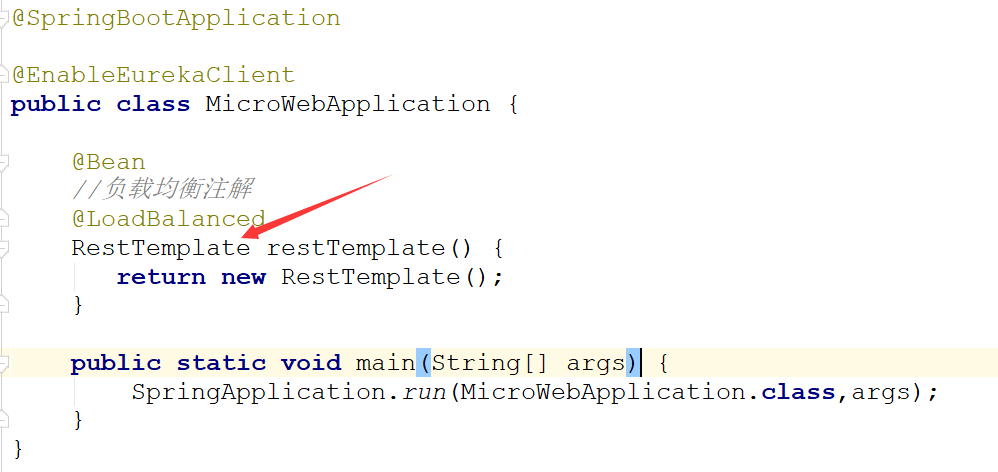 @SpringBootApplication
@EnableEurekaClient
public class MicroWebApplication {
@Bean
//负载均衡注解
@LoadBalanced
RestTemplate restTemplate() {
return new RestTemplate();
}
public static void main(String[] args) {
SpringApplication.run(MicroWebApplication.class,args);
}
}